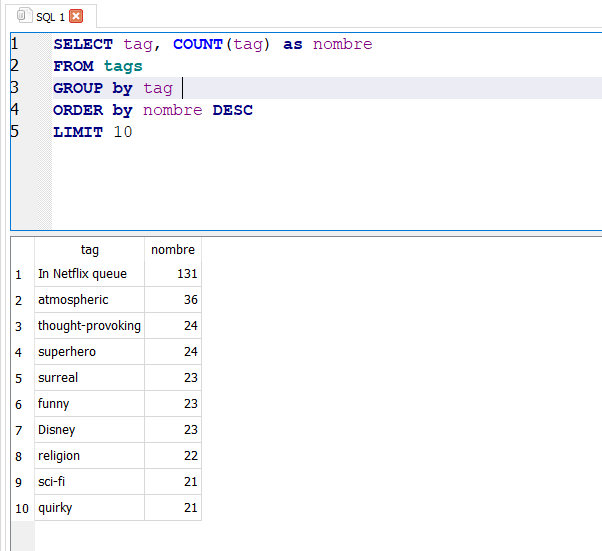 SQL 1
1 SELECT tag, COUNT(tag) as nombre
2 FROM tags
3 GROUP by tag
4 ORDER by nombre DESC
5 LIMIT 10
tag nombre
1 In Netflix queue 131
2 atmospheric 36
3 thought-provoking 24
4 superhero 24
5 surreal 23
6 funny 23
7 Disney 23
8 religion 22
9 sci-fi 21
10 quirky 21